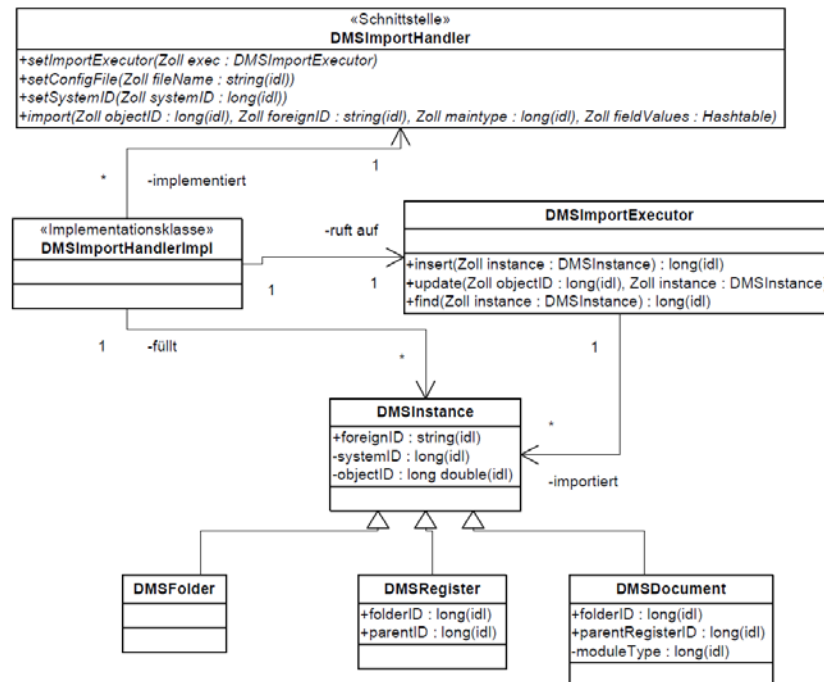 «Schnittstelle»
DMSImportHandler
+setImportExecutor(Zoll exec : DMSImportExecutor)
+setConfigFile(Zoll fileName : string(idl))
+setSystemID(Zoll systemID : long(idl))
+import(Zoll objectID : long(idl), Zoll foreignID : string(idl), Zoll maintype : long(idl), Zoll fieldValues : Hashtable)
* -implementiert 1
«Implementationsklasse»
DMSImportHandlerImpl
-ruft auf
1 1
DMSImportExecutor
+insert(Zoll instance : DMSInstance) : long(idl)
+update(Zoll objectID : long(idl), Zoll instance : DMSInstance)
+find(Zoll instance : DMSInstance) : long(idl)
1 -füllt *
1
*
-importiert
DMSInstance
+foreignID : string(idl)
-systemID : long(idl)
-objectID : long double(idl)
DMSFolder
DMSRegister
+folderID : long(idl)
+parentID : long(idl)
DMSDocument
+folderID : long(idl)
+parentRegisterID : long(idl)
-moduleType : long(idl)